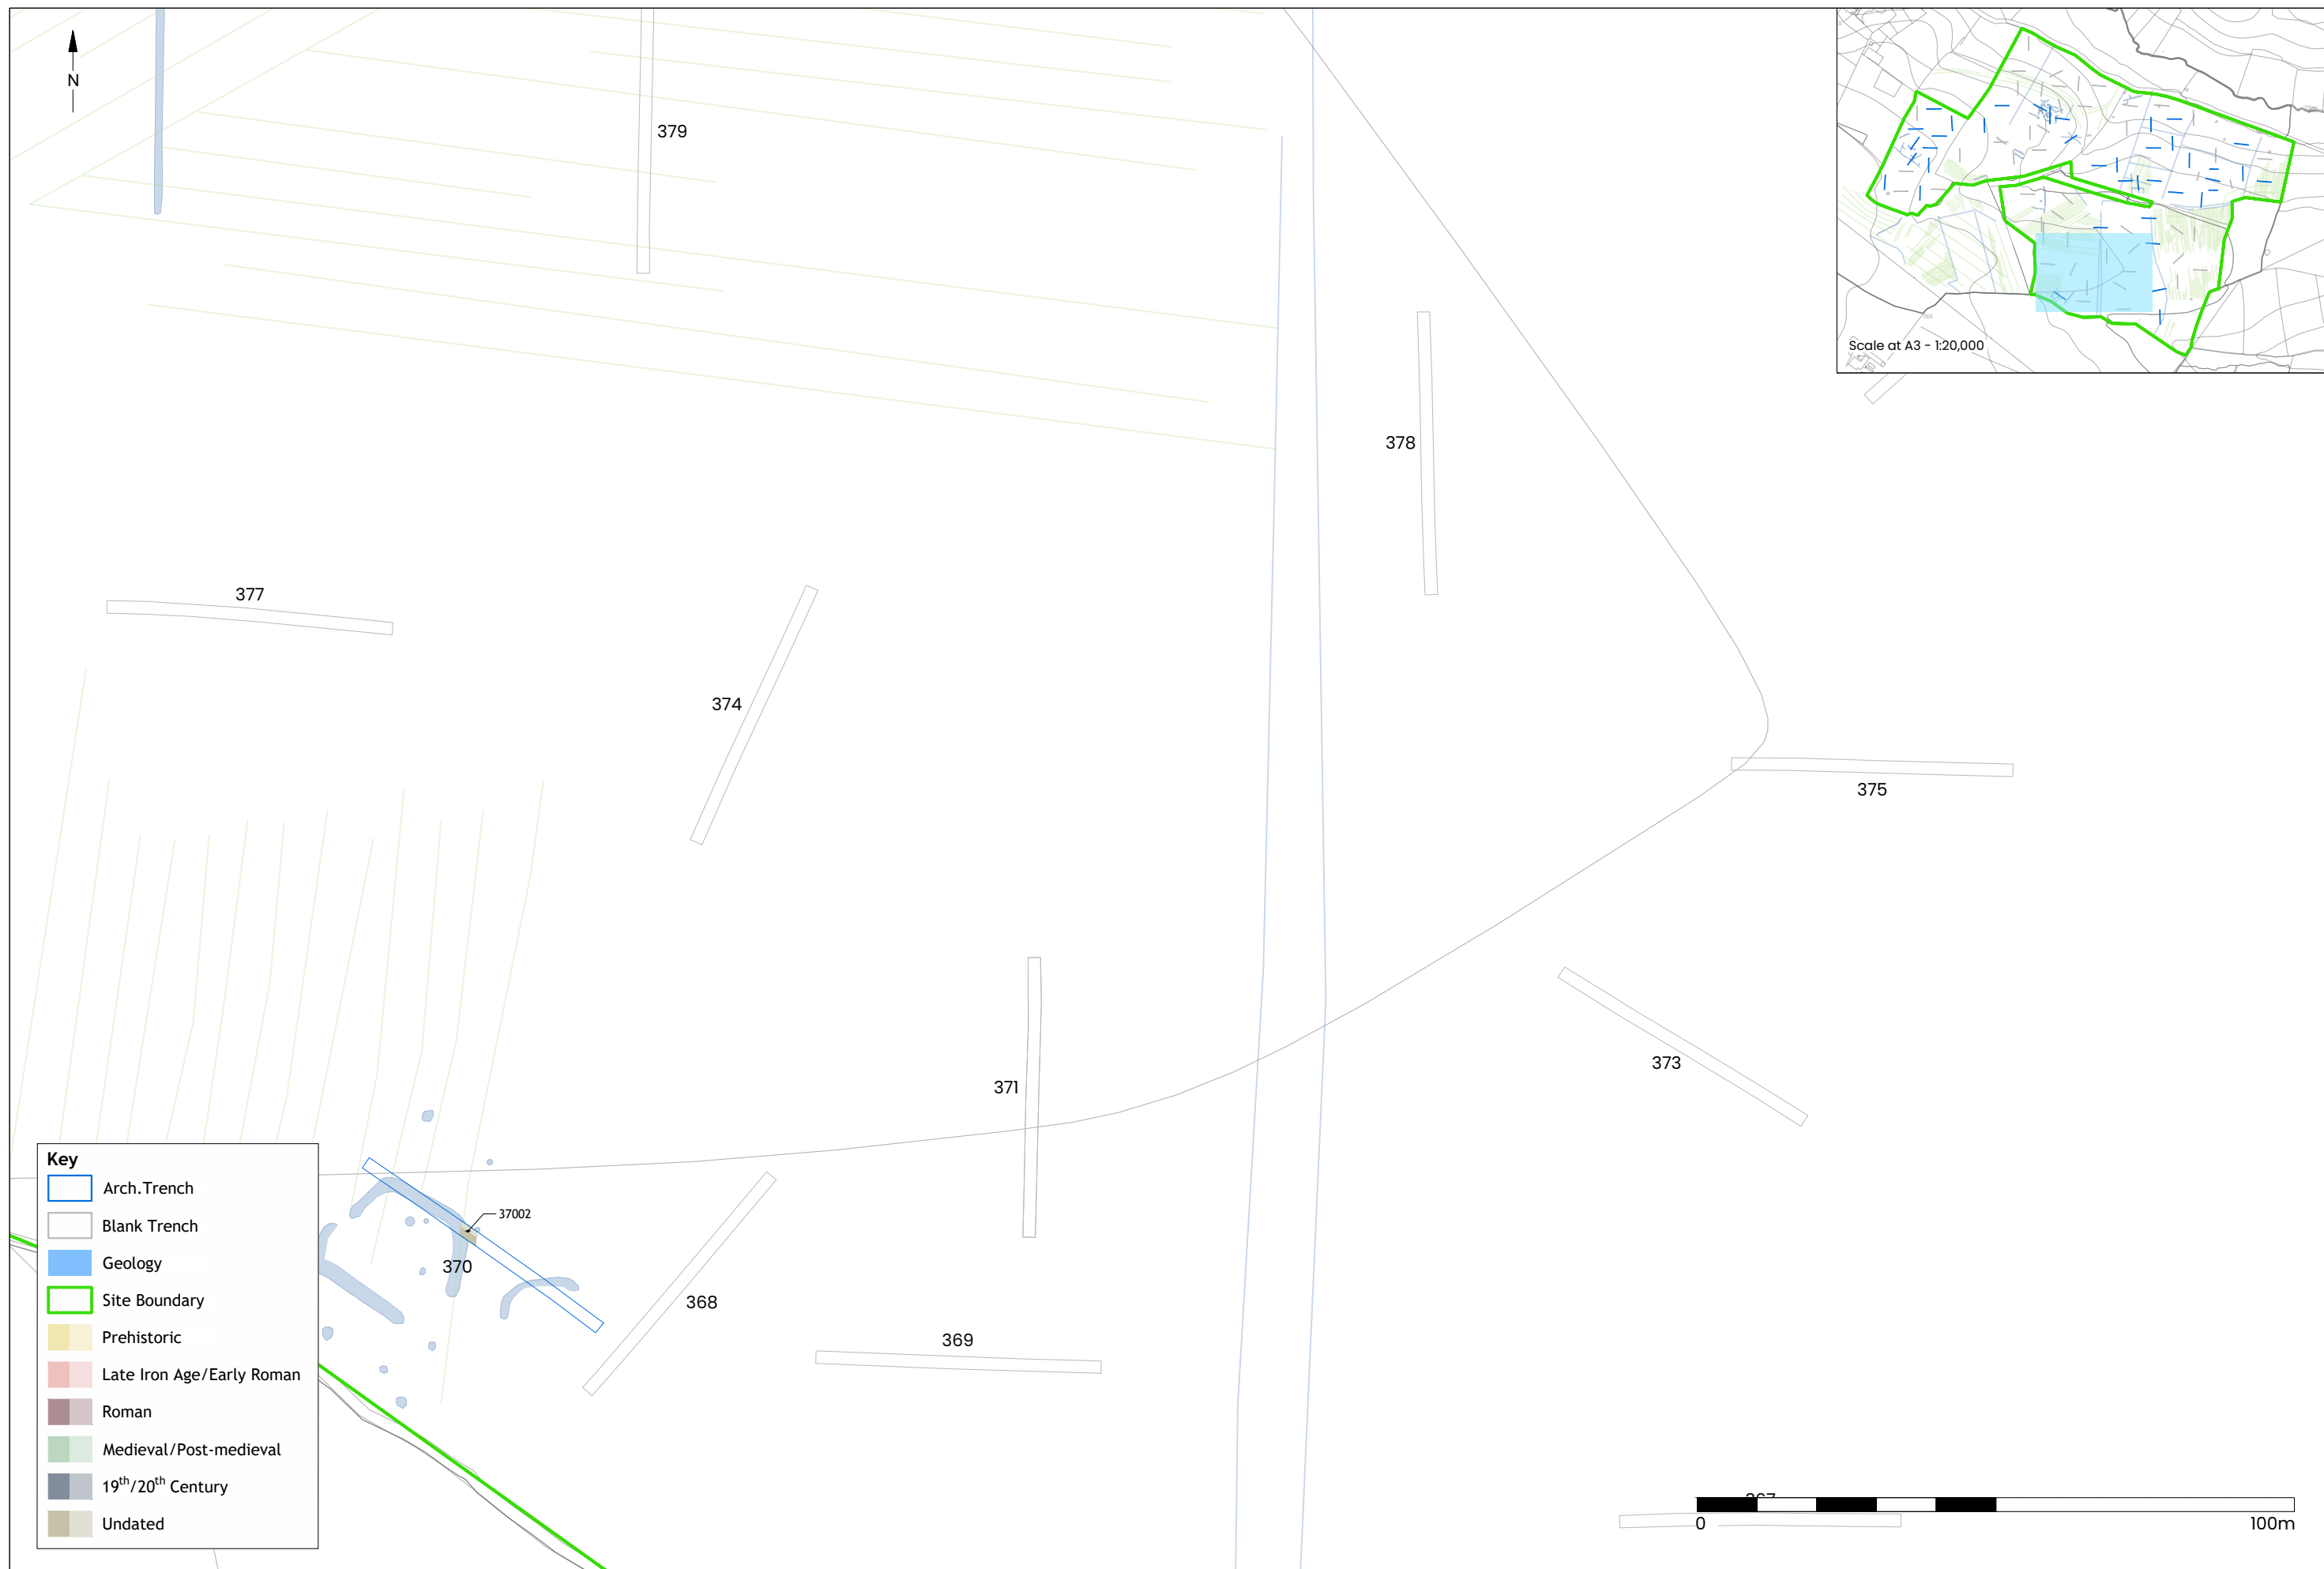 N
379
Scale at A3 - 1:20,000
378
377
374
375
371
373
37002
370
368
369
Key
Arch.Trench
Blank Trench
Geology
Site Boundary
Prehistoric
Late Iron Age/Early Roman
Roman
Medieval/Post-medieval
19th/20th Century
Undated
0
100m